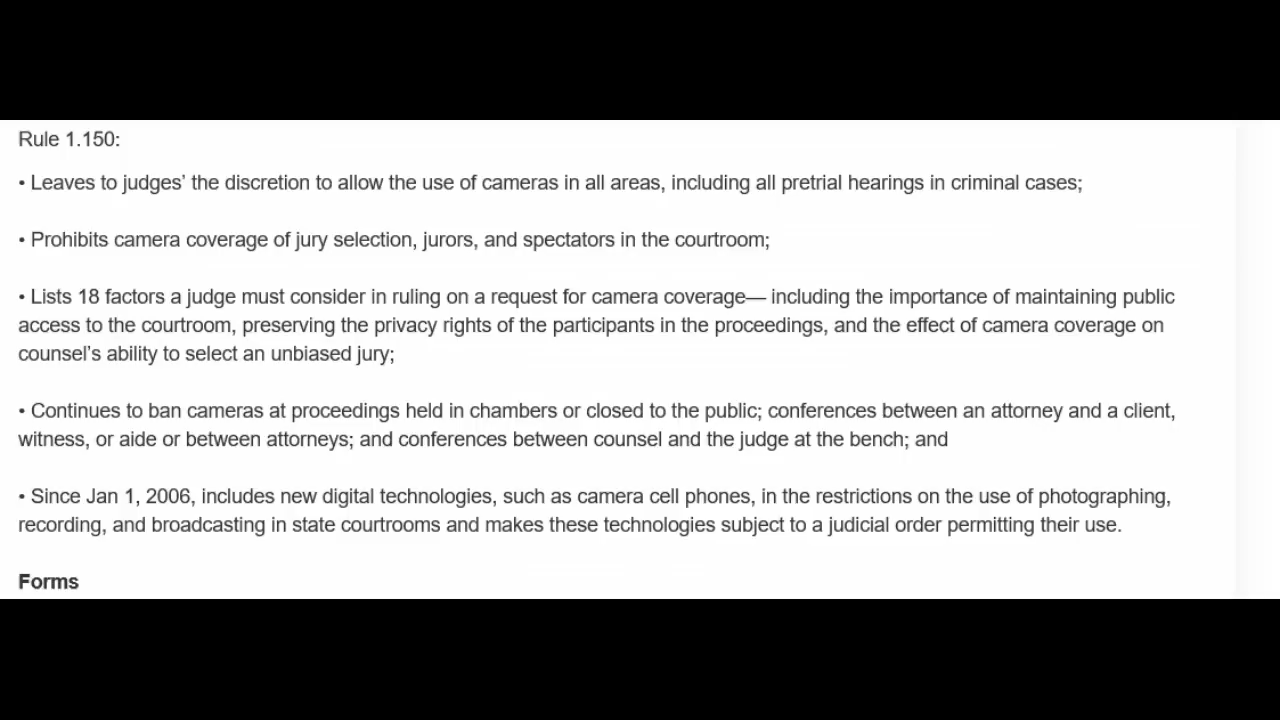 Rule 1.150:
• Leaves to judges’ the discretion to allow the use of cameras in all areas, including all pretrial hearings in criminal cases;
• Prohibits camera coverage of jury selection, jurors, and spectators in the courtroom;
• Lists 18 factors a judge must consider in ruling on a request for camera coverage— including the importance of maintaining public
access to the courtroom, preserving the privacy rights of the participants in the proceedings, and the effect of camera coverage on
counsel’s ability to select an unbiased jury;
• Continues to ban cameras at proceedings held in chambers or closed to the public; conferences between an attorney and a client,
witness, or aide or between attorneys; and conferences between counsel and the judge at the bench; and
• Since Jan 1, 2006, includes new digital technologies, such as camera cell phones, in the restrictions on the use of photographing,
recording, and broadcasting in state courtrooms and makes these technologies subject to a judicial order permitting their use.
Forms